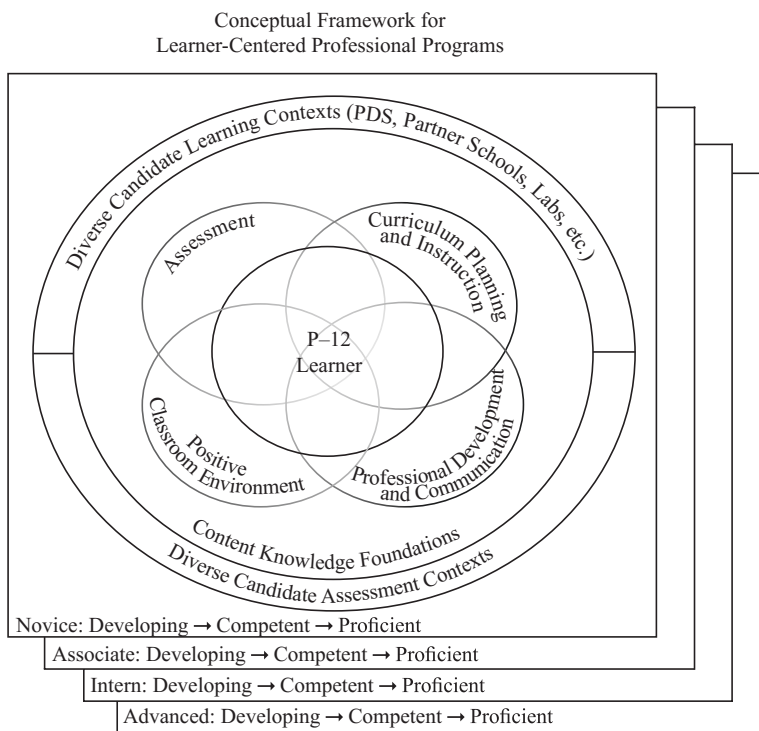 Conceptual Framework for
Learner-Centered Professional Programs
Diverse Candidate Learning Contexts (PDS, Partner Schools, Labs, etc.)
Assessment
Curriculum Planning
and Instruction
P–12
Learner
Positive
Classroom Environment
Professional Development
and Communication
Content Knowledge Foundations
Diverse Candidate Assessment Contexts
Novice: Developing → Competent → Proficient
Associate: Developing → Competent → Proficient
Intern: Developing → Competent → Proficient
Advanced: Developing → Competent → Proficient